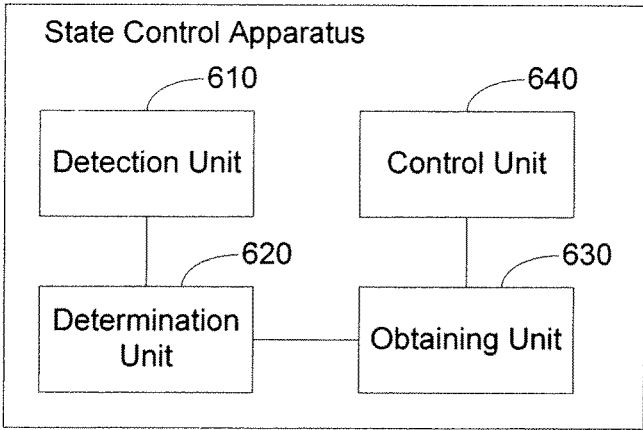 State Control Apparatus
610
640
Detection Unit
Control Unit
620
630
Determination
Unit
Obtaining Unit